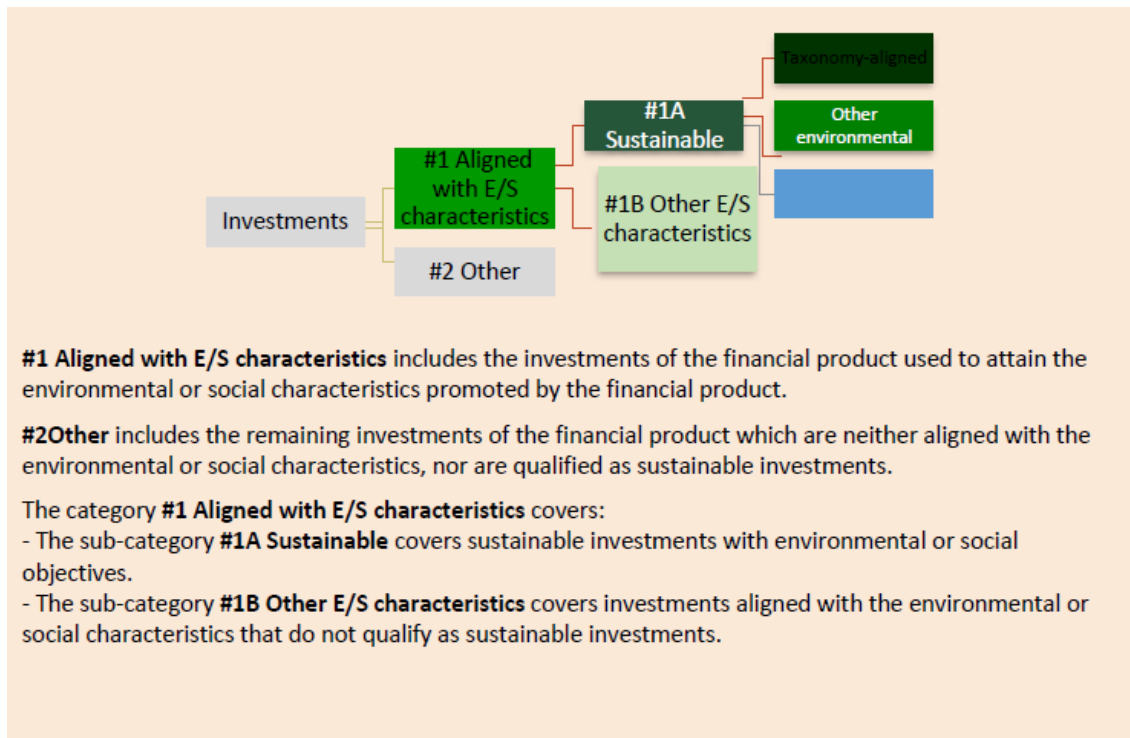 Taxonomy-aligned
#1A
Sustainable
Other
environmental
#1 Aligned
with E/S
characteristics
#1B Other E/S
characteristics
Investments
#2 Other
#1 Aligned with E/S characteristics includes the investments of the financial product used to attain the
environmental or social characteristics promoted by the financial product.
#2Other includes the remaining investments of the financial product which are neither aligned with the
environmental or social characteristics, nor are qualified as sustainable investments.
The category #1 Aligned with E/S characteristics covers:
- The sub-category #1A Sustainable covers sustainable investments with environmental or social
objectives.
- The sub-category #1B Other E/S characteristics covers investments aligned with the environmental or
social characteristics that do not qualify as sustainable investments.